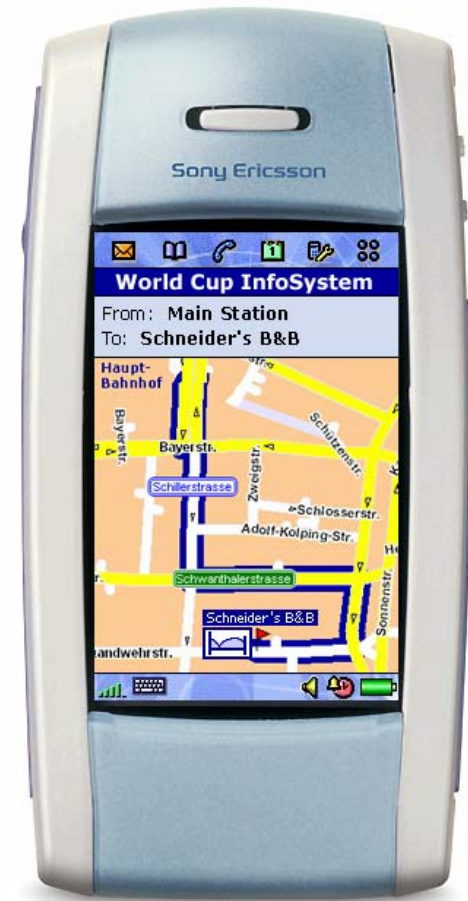 Sony Ericsson
World Cup InfoSystem
From: Main Station
To: Schneider's B&B
Haupt-
Bahnhof
Bayerstr.
Bayerstr.
Schützenstr.
Schillerstrasse
Zweigstr.
Schlosserstr.
Adolf-Kolping-Str.
Schwanthalerstrasse
Sonnenstr.
Schneider's B&B
andwehrstr.